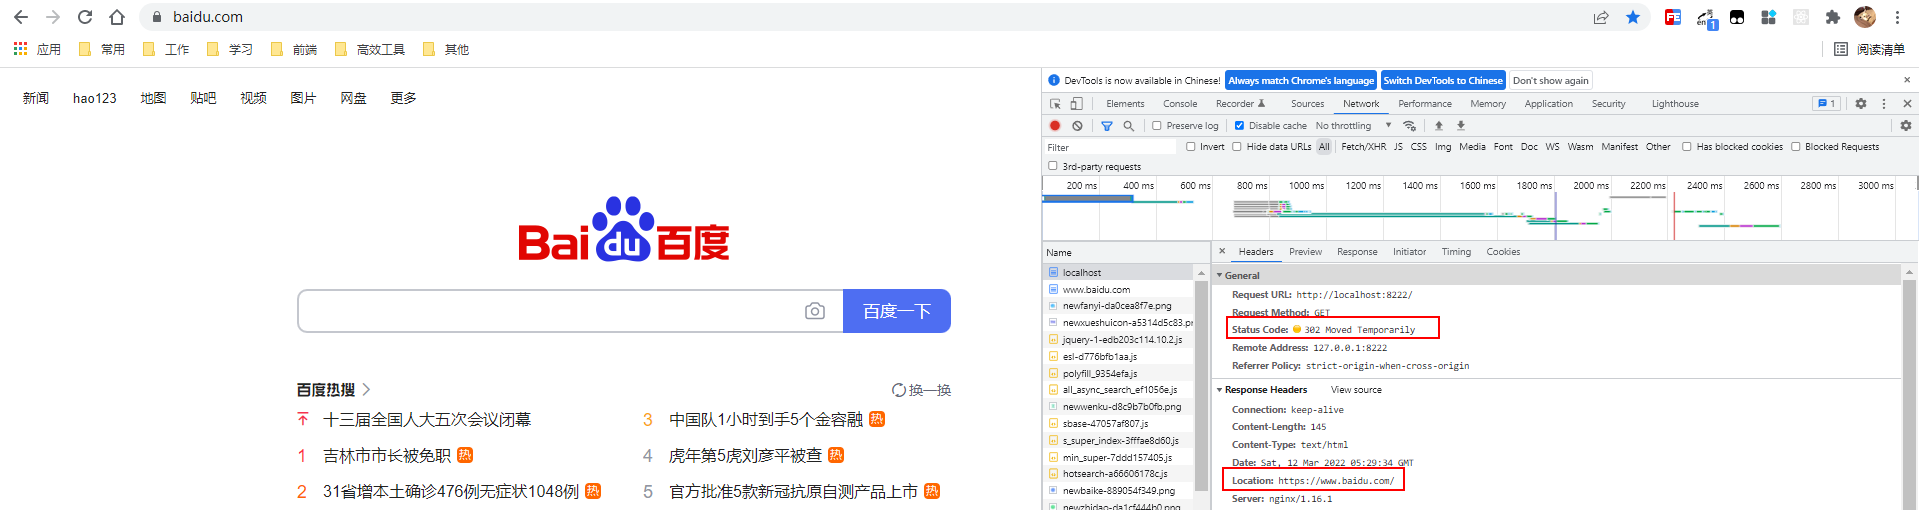 baidu.com
应用 常用 工作 学习 前端 高效工具 其他 阅读清单
新闻 hao123 地图 贴吧 视频 图片 网盘 更多
Bai du 百度
百度一下
百度热搜 换一换
十三届全国人大五次会议闭幕 3 中国队1小时到手5个金容融 热
1 吉林市市长被免职 热 4 虎年第5虎刘彦平被查 热
2 31省增本土确诊476例无症状1048例 热 5 官方批准5款新冠抗原自测产品上市 热
DevTools is now available in Chinese! Always match Chrome's language Switch DevTools to Chinese Don't show again
Elements Console Recorder Sources Network Performance Memory Application Security Lighthouse 1
Preserve log Disable cache No throttling
Filter Invert Hide data URLs All Fetch/XHR JS CSS Img Media Font Doc WS Wasm Manifest Other Has blocked cookies Blocked Requests
3rd-party requests
200 ms 400 ms 600 ms 800 ms 1000 ms 1200 ms 1400 ms 1600 ms 1800 ms 2000 ms 2200 ms 2400 ms 2600 ms 2800 ms 3000 ms
Name
localhost
www.baidu.com
newfanyi-da0cea8f7e.png
newxueshuicon-a5314d5c83.pr
jquery-1-edb203c114.10.2.js
esl-d776bfb1aa.js
polyfill_9354efa.js
all_async_search_ef1056e.js
newwenku-d8c9b7b0fb.png
sbase-47057af807.js
s_super_index-3fffae8d60.js
min_super-7ddd157405.js
hotsearch-a66606178c.js
newbaike-889054f349.png
newzhidao-da1cf444b0.png
Headers Preview Response Initiator Timing Cookies
General
Request URL: http://localhost:8222/
Request Method: GET
Status Code: 302 Moved Temporarily
Remote Address: 127.0.0.1:8222
Referrer Policy: strict-origin-when-cross-origin
Response Headers View source
Connection: keep-alive
Content-Length: 145
Content-Type: text/html
Date: Sat, 12 Mar 2022 05:29:34 GMT
Location: https://www.baidu.com/
Server: nginx/1.16.1